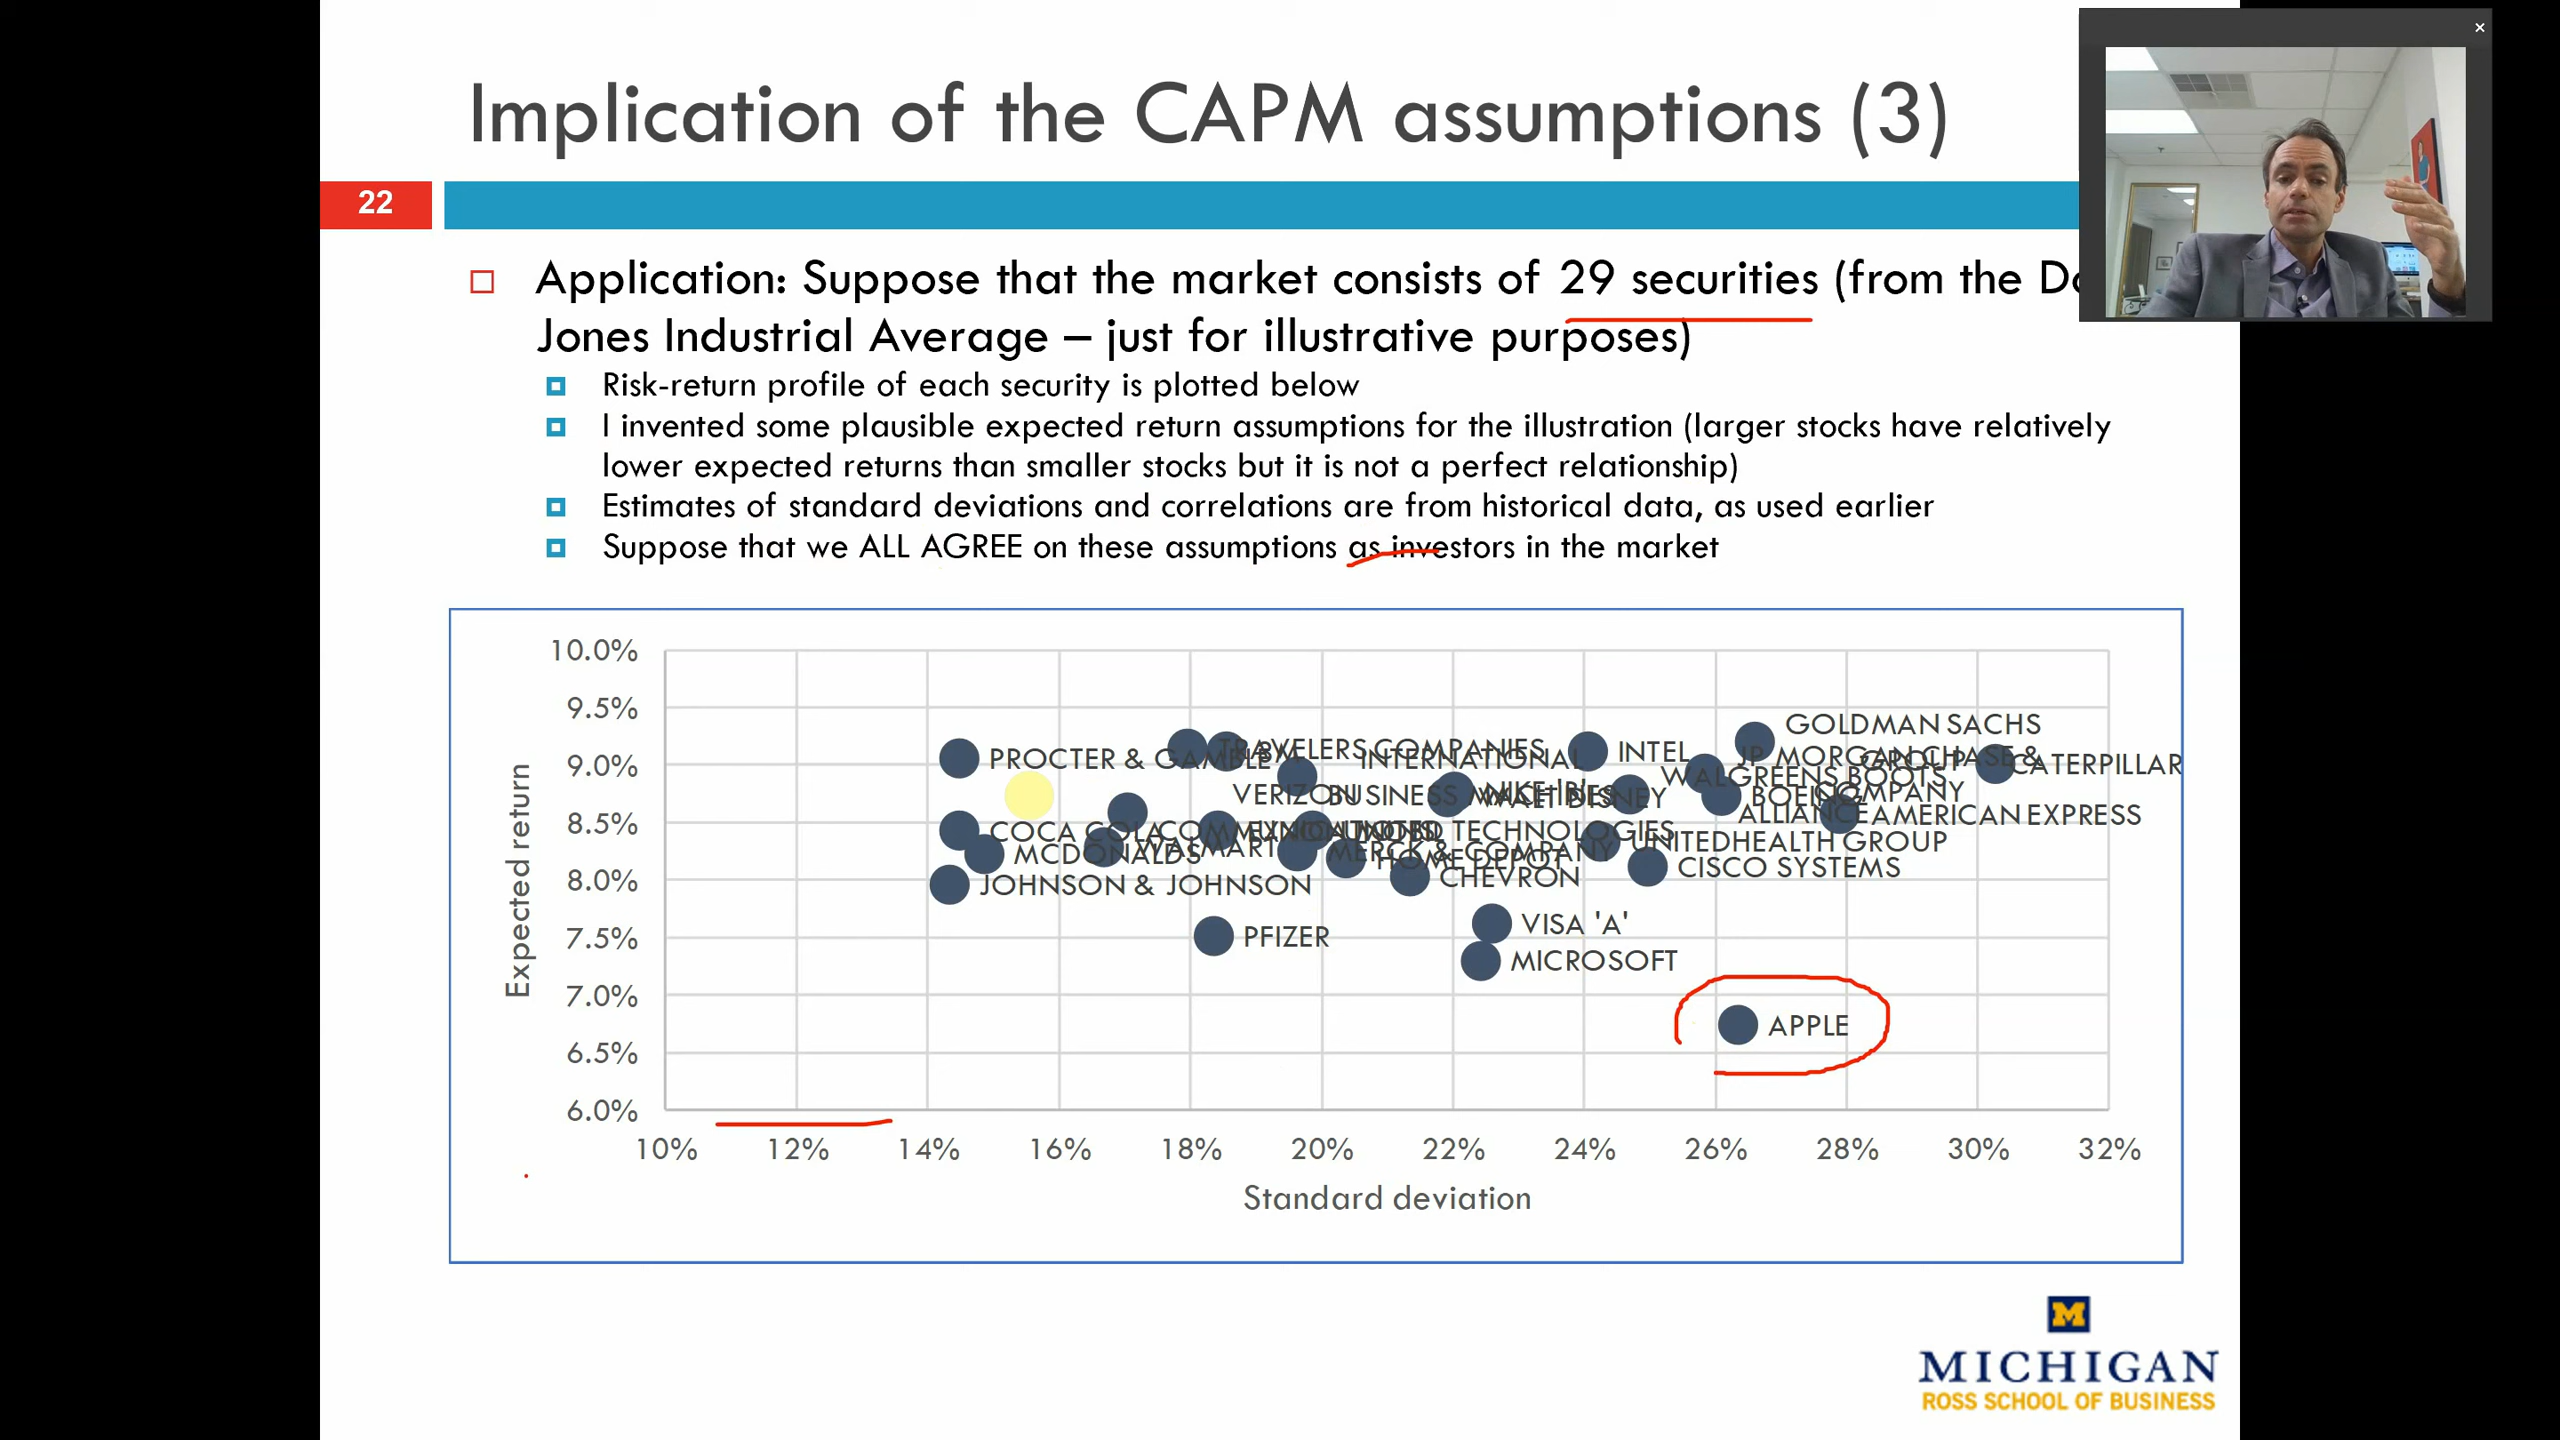 Implication of the CAPM assumptions (3)
22
Application: Suppose that the market consists of 29 securities (from the
Jones Industrial Average – just for illustrative purposes)
Risk-return profile of each security is plotted below
I invented some plausible expected return assumptions for the illustration (larger stocks have relatively
lower expected returns than smaller stocks but it is not a perfect relationship)
Estimates of standard deviations and correlations are from historical data, as used earlier
Suppose that we ALL AGREE on these assumptions as investors in the market
10.0%
9.5%
9.0%
8.5%
8.0%
7.5%
7.0%
6.5%
6.0%
Expected return
GOLDMAN SACHS
TRAVELERS COMPANIES
INTERNATIONAL
INTEL
JP MORGAN CHASE &
GROUP
CATERPILLAR
PROCTER & GAMBLE
IBM
WALGREENS BOOTS
VERIZON
BUSINESS MACHINES
NIKE 'B'
WALT DISNEY
BOEING
COMPANY
ALLIANCE
AMERICAN EXPRESS
COCA COLA
COMMUNICATIONS
EXXON MOBIL
UNITED TECHNOLOGIES
UNITEDHEALTH GROUP
MCDONALDS
WALMART
MERCK & COMPANY
HOME DEPOT
CISCO SYSTEMS
JOHNSON & JOHNSON
CHEVRON
VISA 'A'
PFIZER
MICROSOFT
APPLE
10% 12% 14% 16% 18% 20% 22% 24% 26% 28% 30% 32%
Standard deviation
M
MICHIGAN
ROSS SCHOOL OF BUSINESS